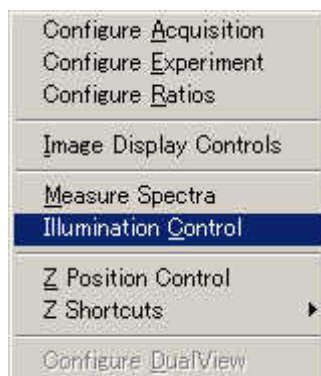 Configure Acquisition
Configure Experiment
Configure Ratios
Image Display Controls
Measure Spectra
Illumination Control
Z Position Control
Z Shortcuts
Configure DualView